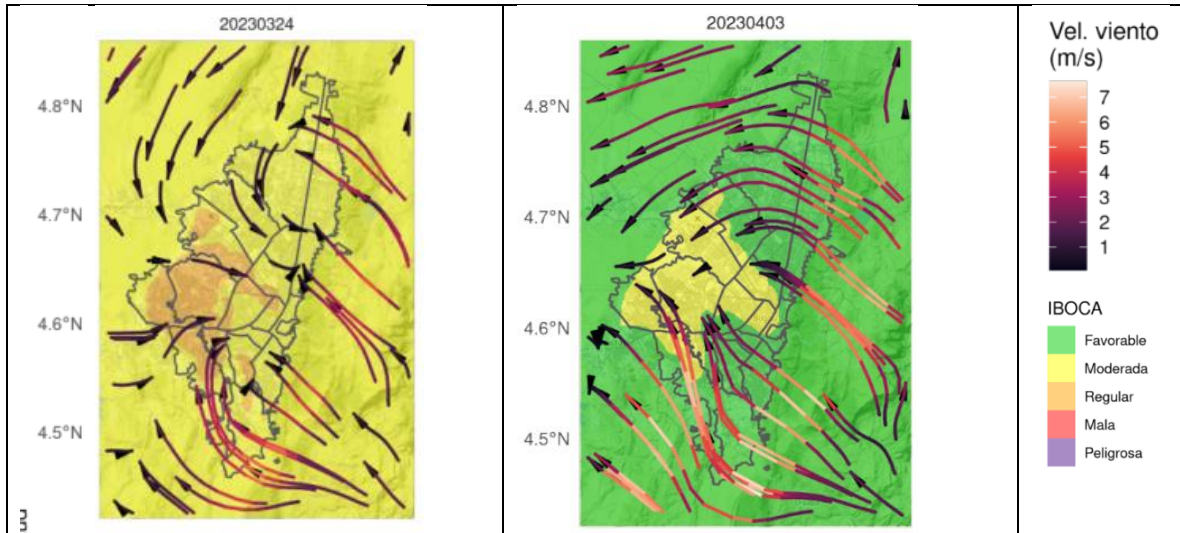 20230324
4.8°N
4.7°N
4.6°N
4.5°N
20230403
4.8°N
4.7°N
4.6°N
4.5°N
Vel. viento
(m/s)
7
6
5
4
3
2
1
IBOCA
Favorable
Moderada
Regular
Mala
Peligrosa